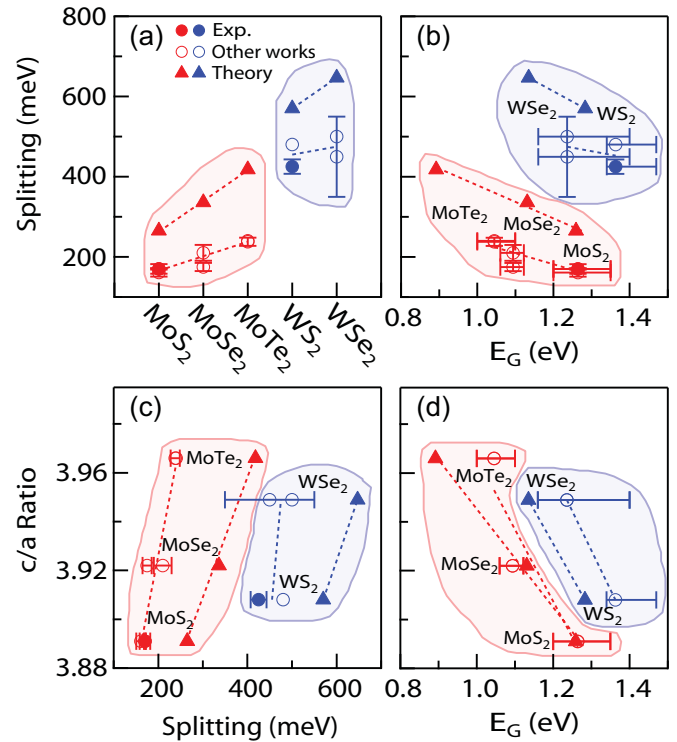 (a)
Exp.
Other works
Theory
(b)
WSe2
WS2
MoTe2
MoSe2
MoS2
Splitting (meV)
800
600
400
200
MoS2
MoSe2
MoTe2
WS2
WSe2
0.8 1.0 1.2 1.4
EG (eV)
(c)
MoTe2
WSe2
MoSe2
WS2
MoS2
(d)
MoTe2
WSe2
MoSe2
WS2
MoS2
c/a Ratio
3.96
3.92
3.88
200 400 600
Splitting (meV)
0.8 1.0 1.2 1.4
EG (eV)